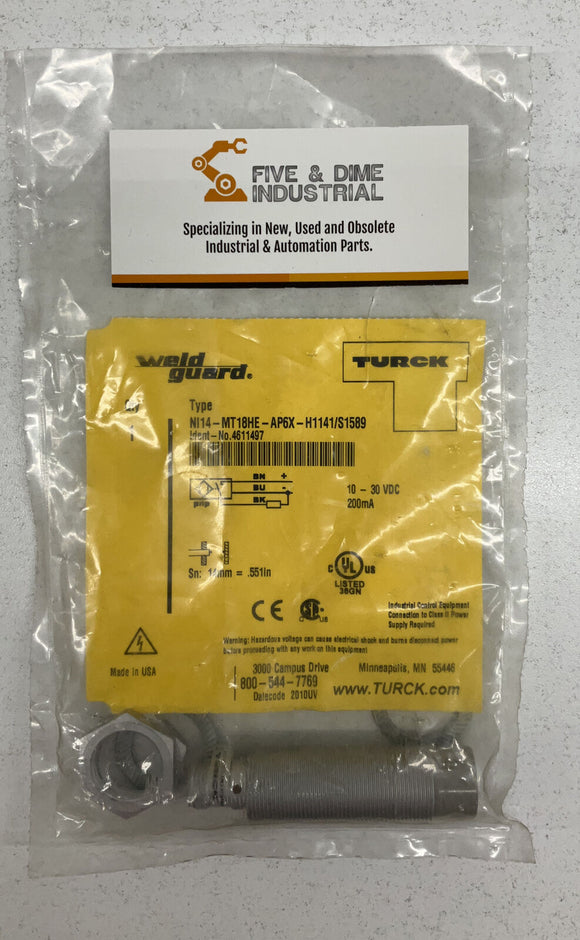 FIVE & DIME
INDUSTRIAL
Specializing in New, Used and Obsolete
Industrial & Automation Parts.
weld
guard®
TURCK
Type
NI14-MT18HE-AP6X-H1141/S1589
1
Ident-No.4611497
BN +
BU -
BK
pnp
10 - 30 VDC
200mA
Sn: 14mm = .551in
C UL US
LISTED
36GN
CE
Industrial Control Equipment
Connection to Class II Power
Supply Required
Warning: Hazardous voltage can cause electrical shock and burns disconnect power
Before proceeding with any work on this equipment
Made in USA
3000 Campus Drive
Minneapolis, MN 55446
800-544-7769
Datecode 2010UV
www.TURCK.com